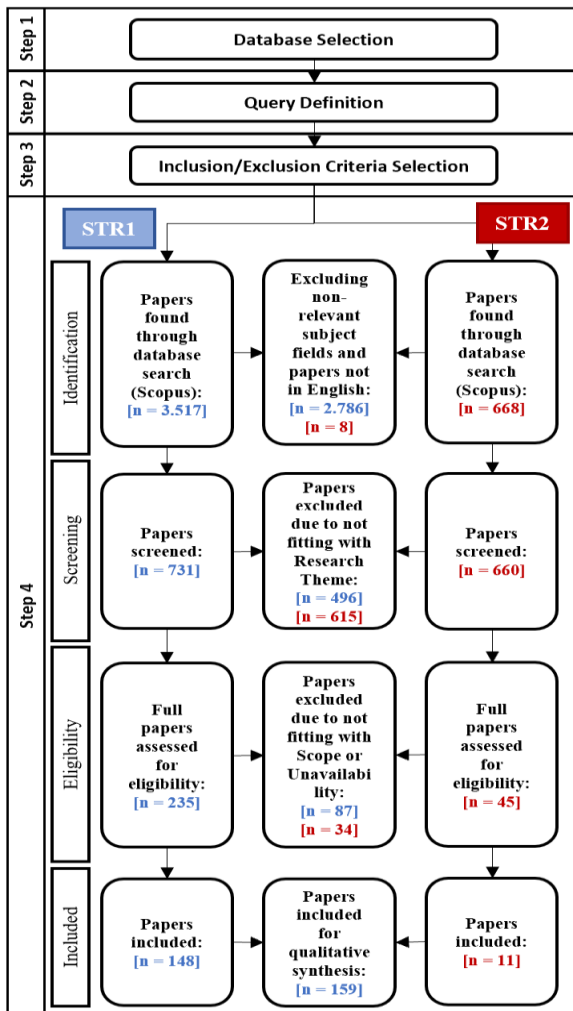 Step 1
Database Selection
Step 2
Query Definition
Step 3
Inclusion/Exclusion Criteria Selection
Step 4
STR1
STR2
Identification
Papers
found
through
database
search
(Scopus):
[n = 3.517]
Excluding
non-
relevant
subject
fields and
papers not
in English:
[n = 2.786]
[n = 8]
Papers
found
through
database
search
(Scopus):
[n = 668]
Screening
Papers
screened:
[n = 731]
Papers
excluded
due to not
fitting with
Research
Theme:
[n = 496]
[n = 615]
Papers
screened:
[n = 660]
Eligibility
Full
papers
assessed
for
eligibility:
[n = 235]
Papers
excluded
due to not
fitting with
Scope or
Unavailabi
lity:
[n = 87]
[n = 34]
Full
papers
assessed
for
eligibility:
[n = 45]
Included
Papers
included:
[n = 148]
Papers
included
for
qualitative
synthesis:
[n = 159]
Papers
included:
[n = 11]